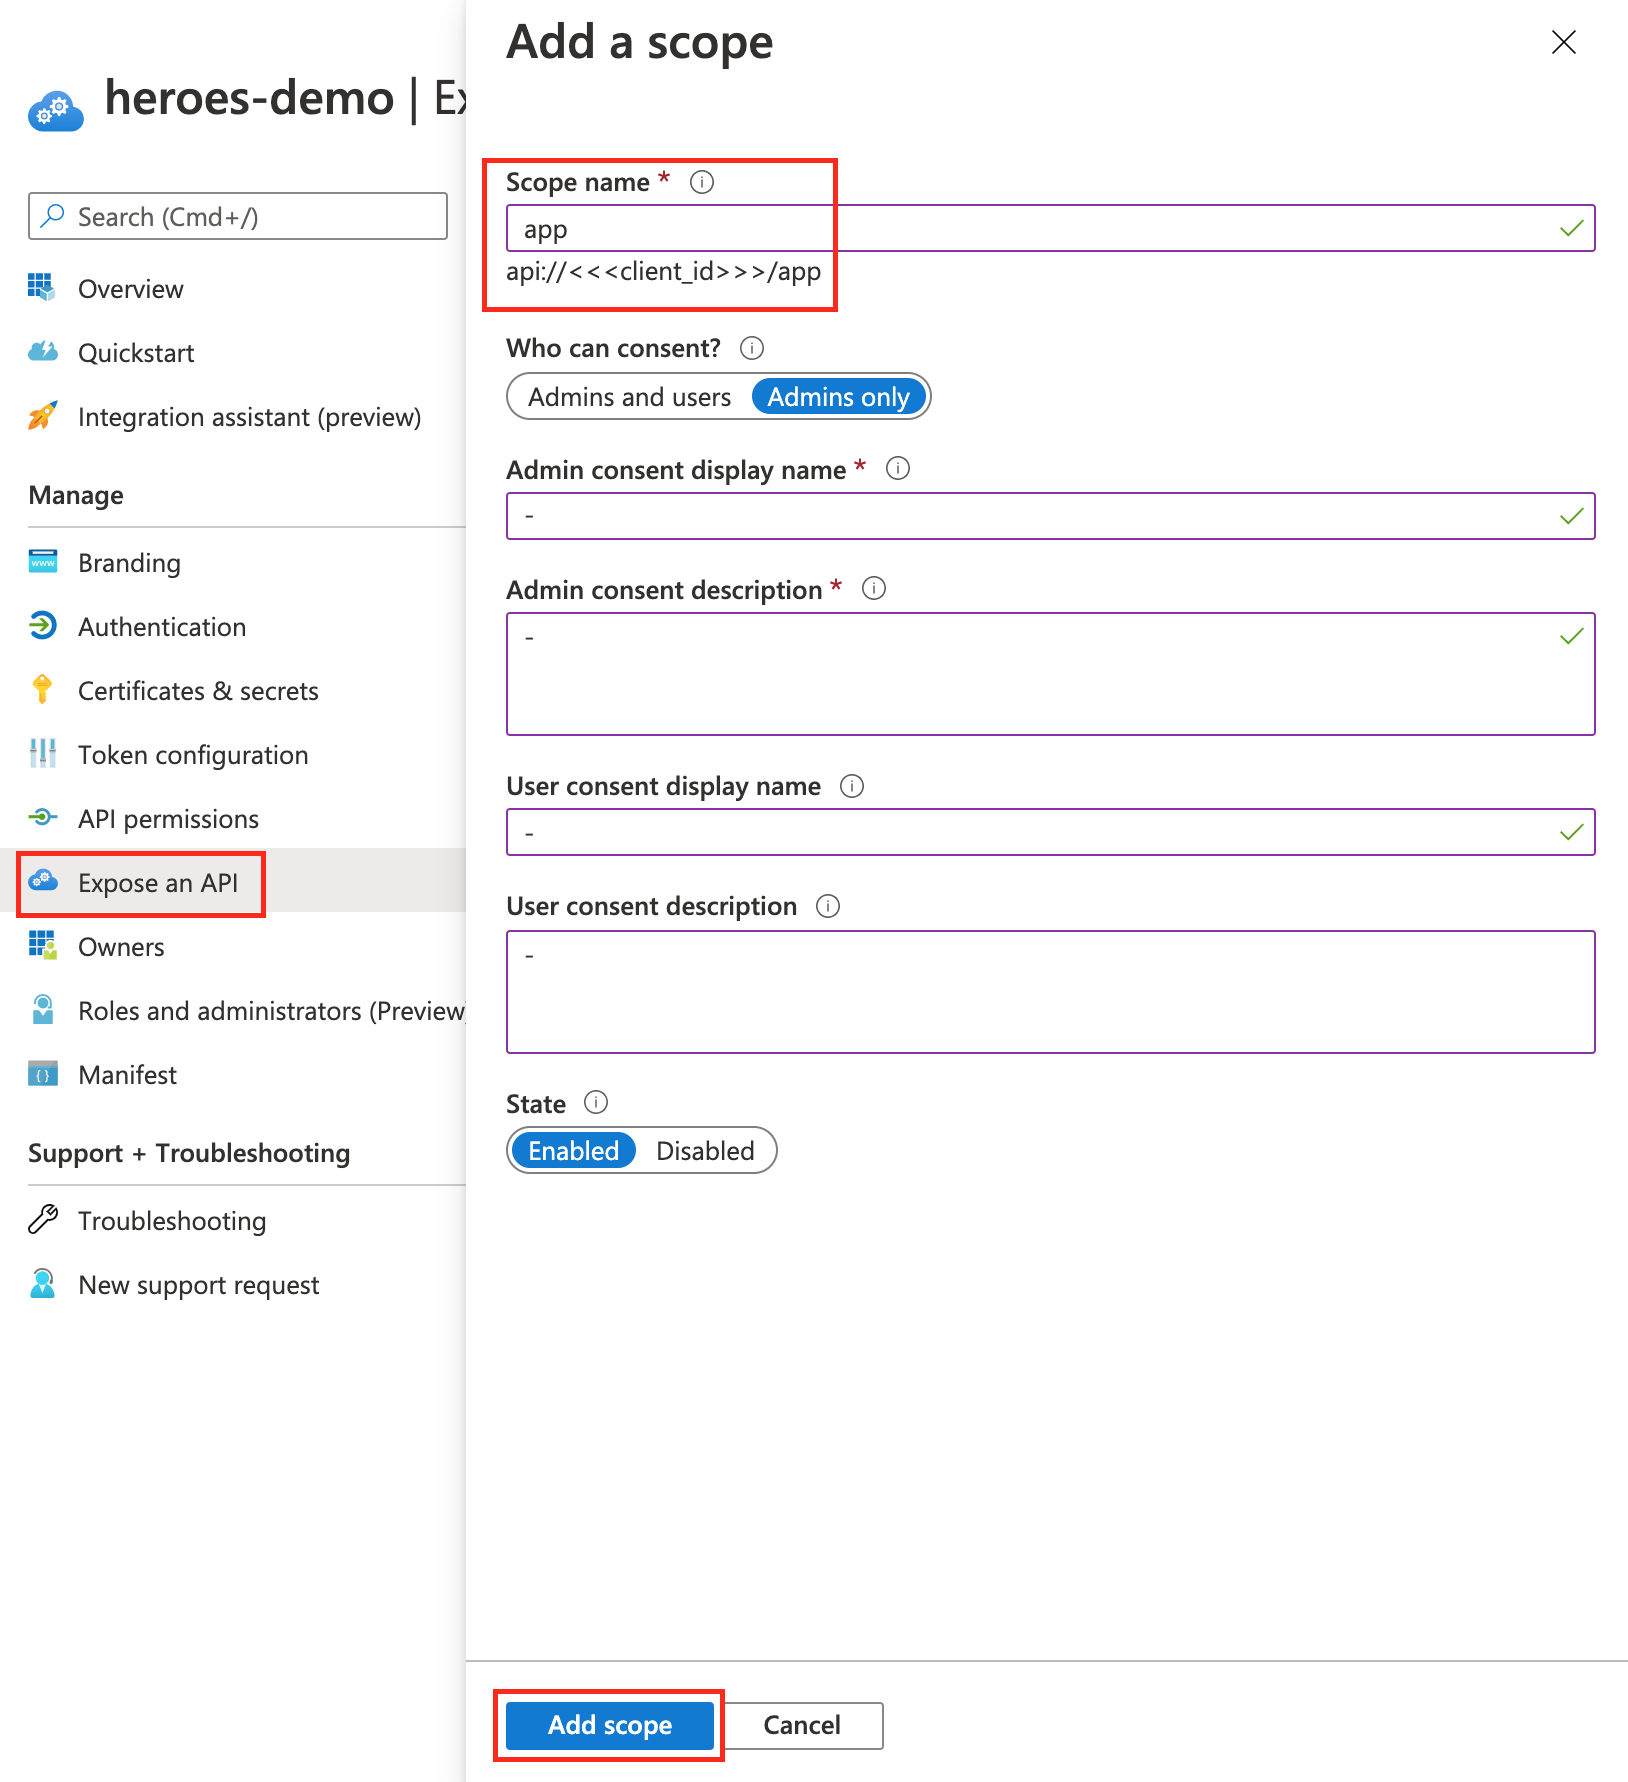 heroes-demo | Ex
Search (Cmd+/)
Overview
Quickstart
Integration assistant (preview)
Manage
www
Branding
Authentication
Certificates & secrets
Token configuration
API permissions
Expose an API
Owners
Roles and administrators (Preview)
{ }
Manifest
Support + Troubleshooting
Troubleshooting
New support request
Add a scope
Scope name *
app
api://<<<client_id>>>/app
Who can consent?
Admins and users Admins only
Admin consent display name *
-
Admin consent description *
-
User consent display name
-
User consent description
-
State
Enabled Disabled
Add scope Cancel